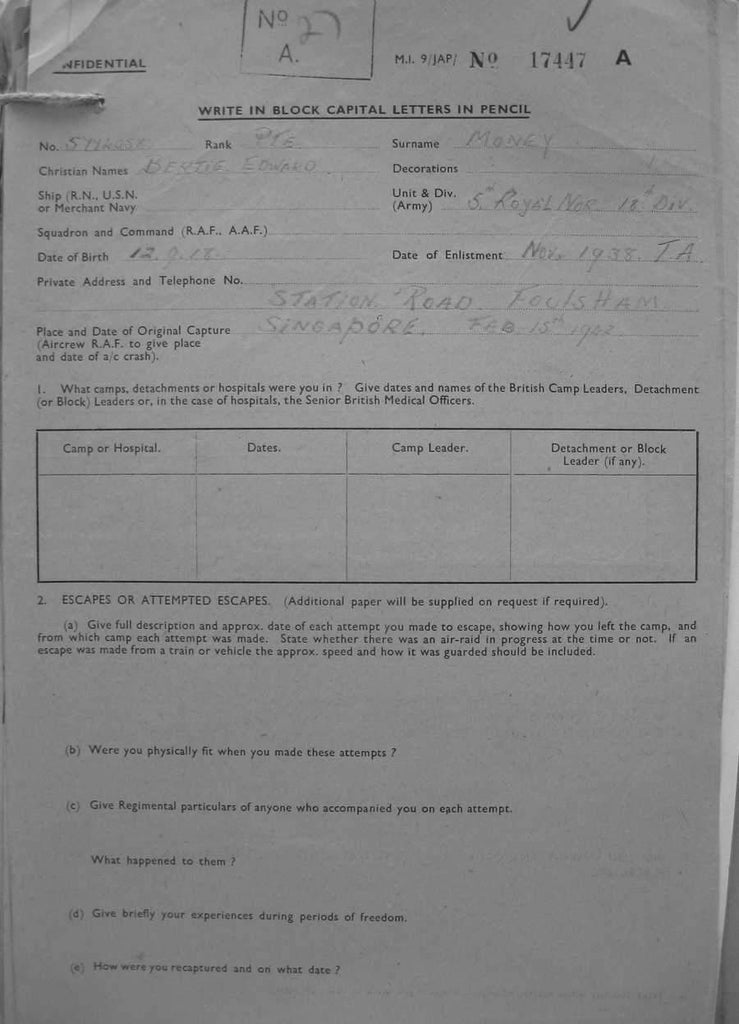 No 27
A.
NFIDENTIAL
M.I. 9/JAP/ No 17447 A
WRITE IN BLOCK CAPITAL LETTERS IN PENCIL
No. Rank PTE Surname MONEY
Christian Names BERTIE EDWARD Decorations
Ship (R.N., U.S.N. or Merchant Navy Unit & Div. (Army) 5th Royal Nor 18th Div.
Squadron and Command (R.A.F., A.A.F.)
Date of Birth 12.9.18 Date of Enlistment Nov. 1938. TA.
Private Address and Telephone No.
STATION ROAD FOULSHAM
Place and Date of Original Capture SINGAPORE. FEB 15th 1942
(Aircrew R.A.F. to give place
and date of a/c crash).
1. What camps, detachments or hospitals were you in ? Give dates and names of the British Camp Leaders, Detachment
(or Block) Leaders or, in the case of hospitals, the Senior British Medical Officers.
Camp or Hospital. Dates. Camp Leader. Detachment or Block
Leader (if any).
2. ESCAPES OR ATTEMPTED ESCAPES. (Additional paper will be supplied on request if required).
(a) Give full description and approx. date of each attempt you made to escape, showing how you left the camp, and
from which camp each attempt was made. State whether there was an air-raid in progress at the time or not. If an
escape was made from a train or vehicle the approx. speed and how it was guarded should be included.
(b) Were you physically fit when you made these attempts ?
(c) Give Regimental particulars of anyone who accompanied you on each attempt.
What happened to them ?
(d) Give briefly your experiences during periods of freedom.
(e) How were you recaptured and on what date ?